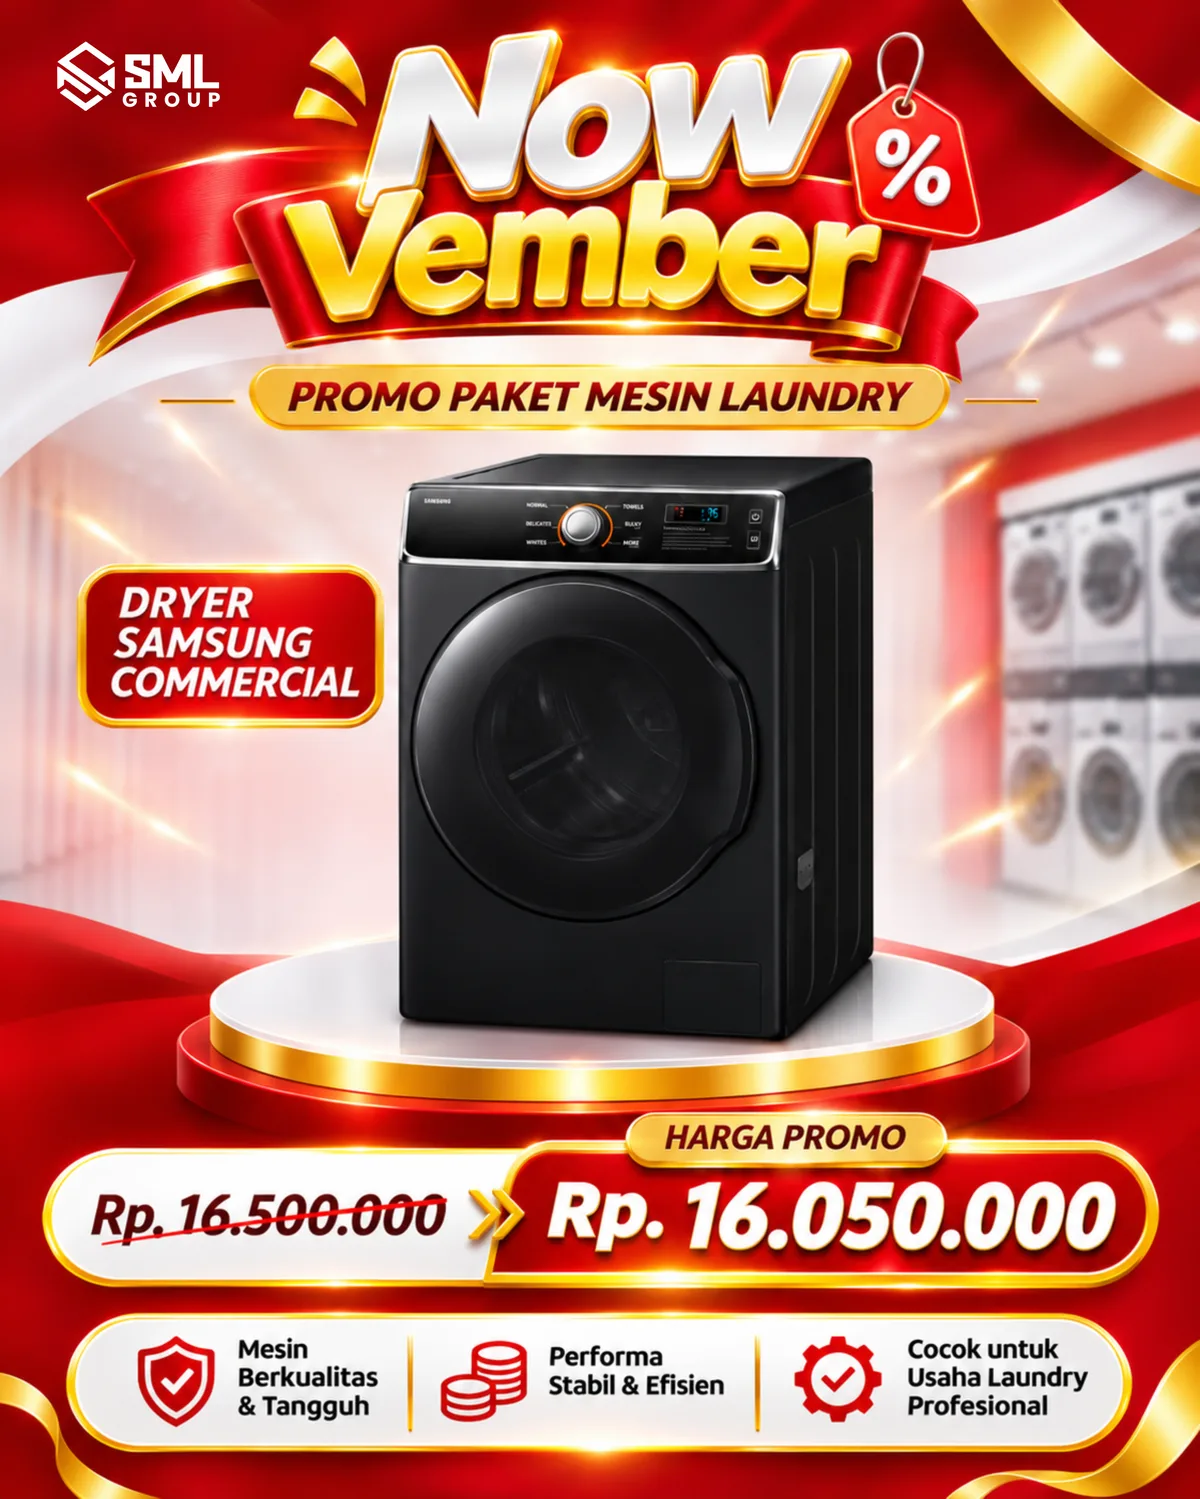 SML
GROUP
Now
Vember
%
PROMO PAKET MESIN LAUNDRY
SAMSUNG
NORMAL
DELICATES
WHITES
TOWELS
BULKY
MORE
DRYER
SAMSUNG
COMMERCIAL
HARGA PROMO
Rp. 16.500.000
Rp. 16.050.000
Mesin
Berkualitas
& Tangguh
Performa
Stabil & Efisien
Cocok untuk
Usaha Laundry
Profesional